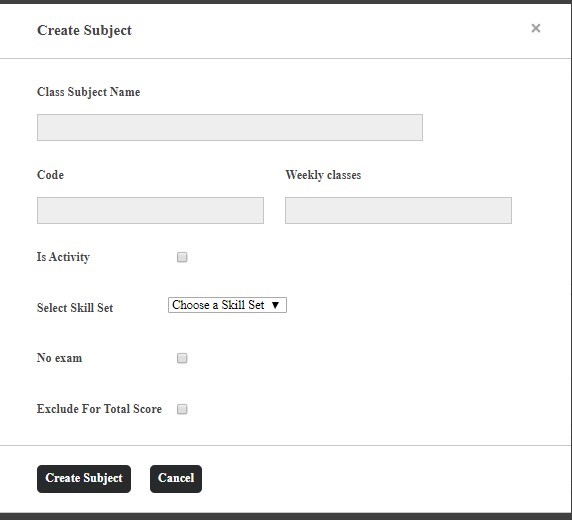 Create Subject ×
Class Subject Name
Code Weekly classes
Is Activity
Select Skill Set Choose a Skill Set ▼
No exam
Exclude For Total Score
Create Subject Cancel